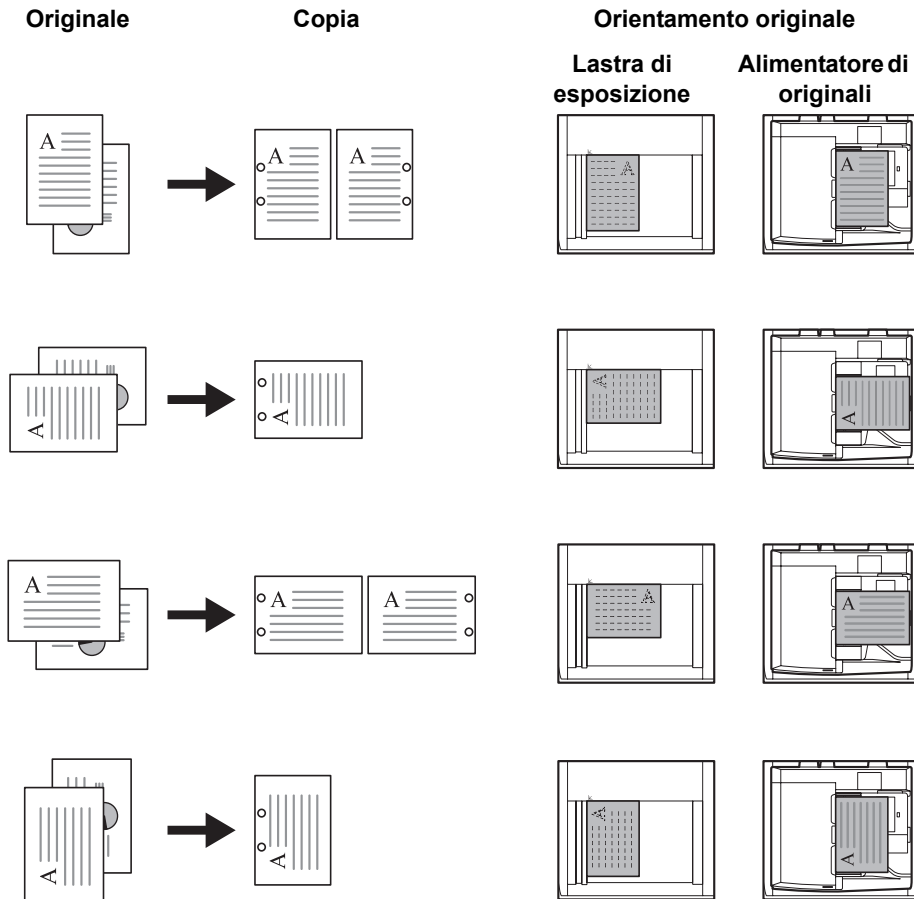 Originale Copia Orientamento originale
Lastra di esposizione Alimentatore di originali
A A A A A
A A A A
A A A A A
A A A A